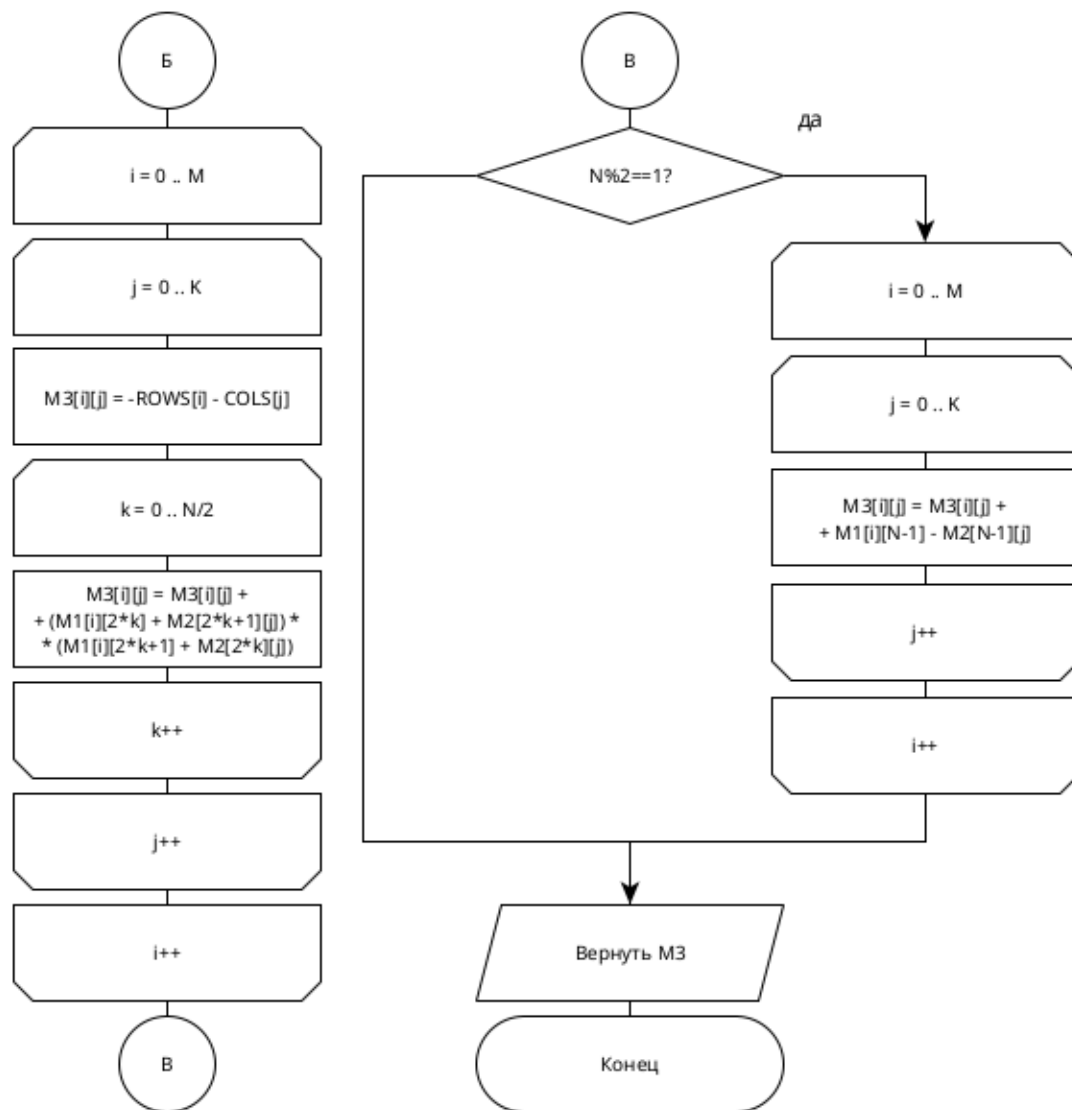 Б
i = 0 .. M
j = 0 .. K
M3[i][j] = -ROWS[i] - COLS[j]
k = 0 .. N/2
M3[i][j] = M3[i][j] +
+ (M1[i][2*k] + M2[2*k+1][j]) *
* (M1[i][2*k+1] + M2[2*k][j])
k++
j++
i++
В
В
да
N%2==1?
i = 0 .. M
j = 0 .. K
M3[i][j] = M3[i][j] +
+ M1[i][N-1] - M2[N-1][j]
j++
i++
Вернуть М3
Конец